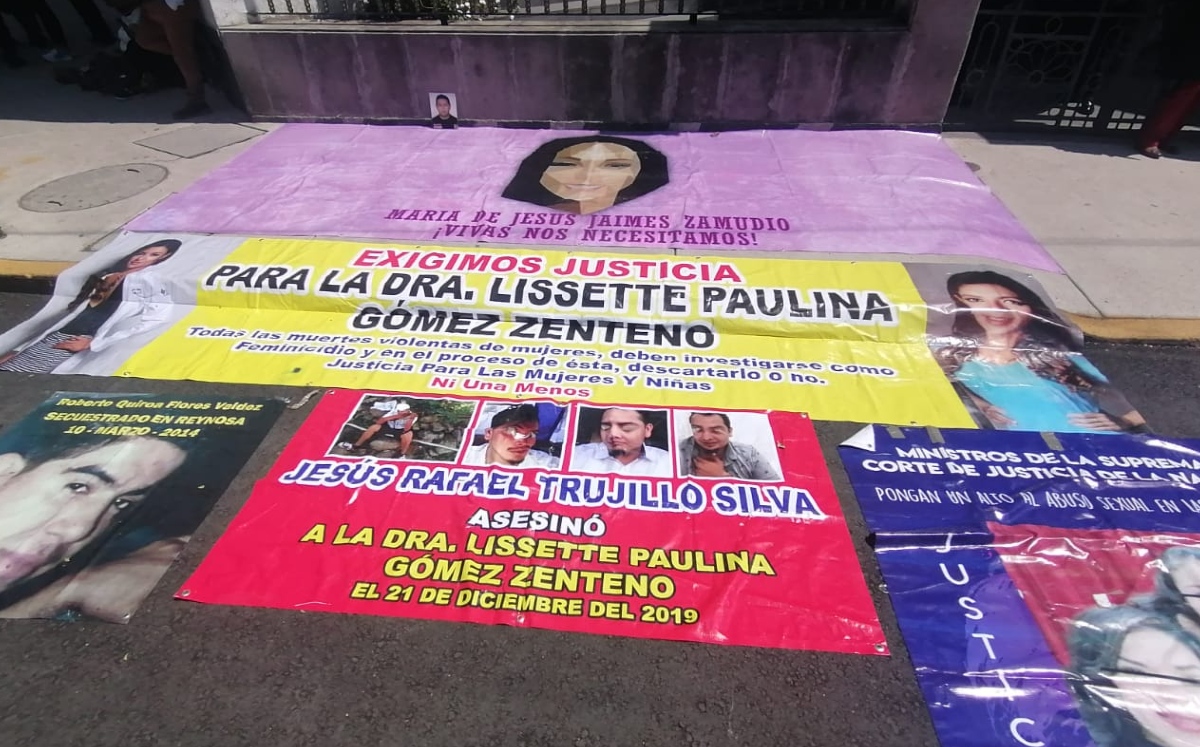 MARIA DE JESUS JAIMES ZAMUDIO
¡VIVAS NOS NECESITAMOS!
EXIGIMOS JUSTICIA
PARA LA DRA. LISSETTE PAULINA
GÓMEZ ZENTENO
Todas las muertes violentas de mujeres, deben investigarse como
Feminicidio y en el proceso de ésta, descartarlo O no.
Justicia Para Las Mujeres Y Niñas
Ni Una Menos
Roberto Quiroa Flores Valdez
SECUESTRADO EN REYNOSA
10 - MARZO - 2014
JESÚS RAFAEL TRUJILLO SILVA
ASESINÓ
A LA DRA. LISSETTE PAULINA
GÓMEZ ZENTENO
EL 21 DE DICIEMBRE DEL 2019
MINISTROS DE LA SUPREMA
CORTE DE JUSTICIA DE LA NA
PONGAN UN ALTO AL ABUSO SEXUAL EN
JUSTIC